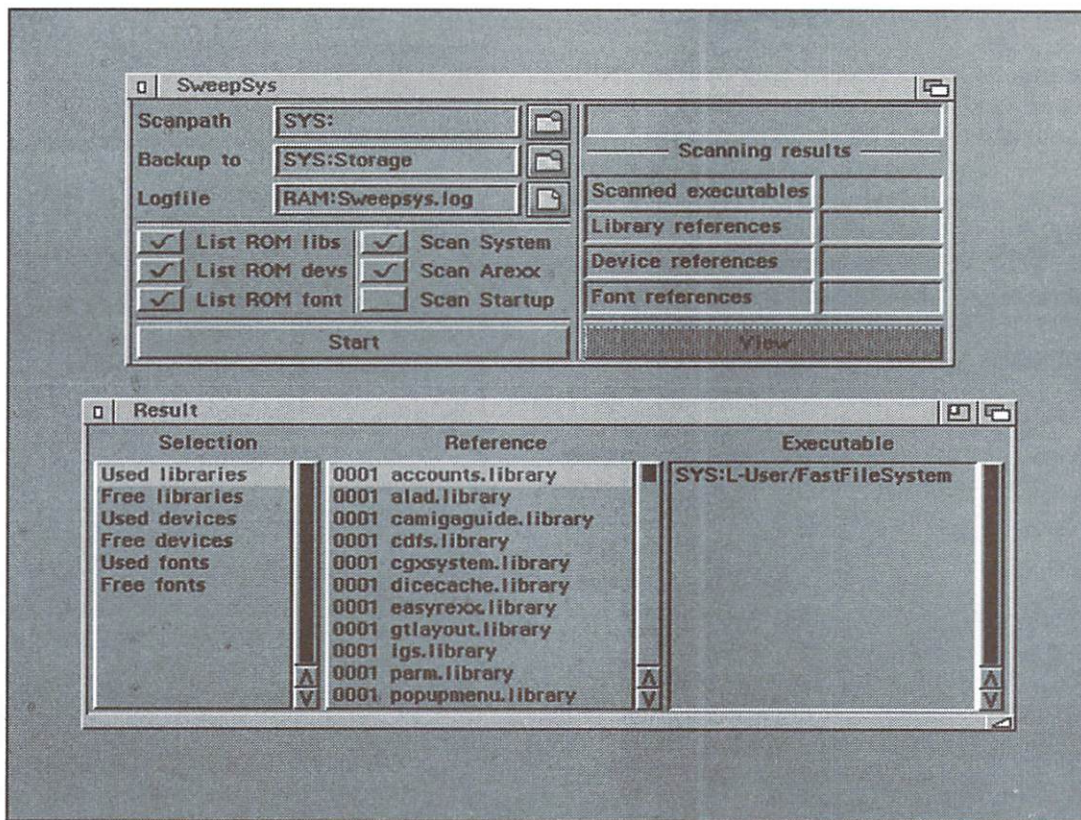 SweepSys
Scanpath
SYS:
Backup to
SYS:Storage
Logfile
RAM:Sweepsys.log
List ROM libs
Scan System
List ROM devs
Scan Arexx
List ROM font
Scan Startup
Start
Scanning results
Scanned executables
Library references
Device references
Font references
View
Result
Selection
Used libraries
Free libraries
Used devices
Free devices
Used fonts
Free fonts
Reference
0001 accounts.library
0001 alad.library
0001 camigaguide.library
0001 cdfs.library
0001 cgxsystem.library
0001 dicecache.library
0001 easyrexx.library
0001 gtlayout.library
0001 igs.library
0001 parm.library
0001 popupmenu.library
Executable
SYS:L-User/FastFileSystem